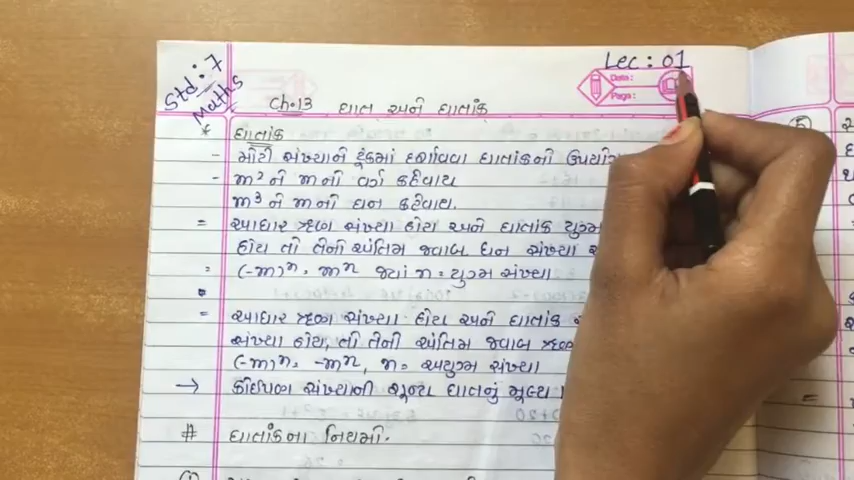 Std : 7
Maths
Lec : 01
Date:
Page:
Ch.13 ઘાત અને ઘાતાંક
* ઘાતાંક
- મોટી સંખ્યાને ટૂંકમાં દર્શાવવા ઘાતાંકનો ઉપયોગ
- m² ને m નો વર્ગ કહેવાય
m³ ને m નો ઘન કહેવાય.
= આધાર ઋણ સંખ્યા હોય અને ઘાતાંક યુગ્મ
હોય તો તેનો અંતિમ જવાબ ધન સંખ્યા
= (-m)ⁿ = mⁿ જ્યાં n = યુગ્મ સંખ્યા
= આધાર ઋણ સંખ્યા હોય અને ઘાતાંક
સંખ્યા હોય, તો તેનો અંતિમ જવાબ ઋણ
(-m)ⁿ = -mⁿ, n = અયુગ્મ સંખ્યા
→ કોઈપણ સંખ્યાની શૂન્ય ઘાતનું મૂલ્ય
# ઘાતાંકના નિયમો.